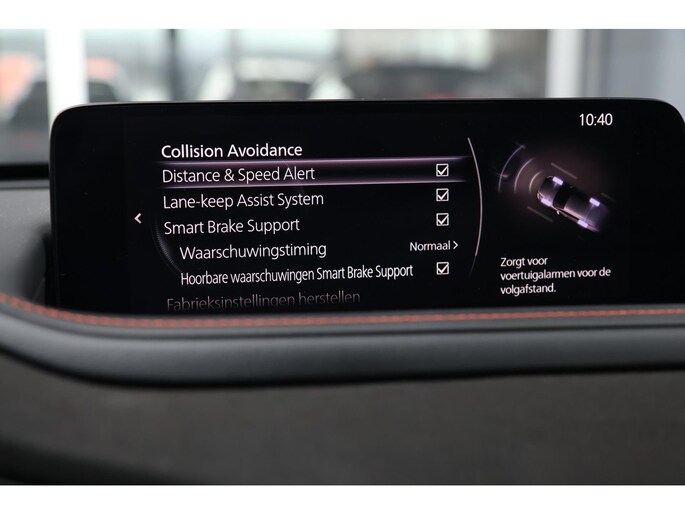 10:40
Collision Avoidance
Distance & Speed Alert
Lane-keep Assist System
Smart Brake Support
Waarschuwingstiming Normaal
Hoorbare waarschuwingen Smart Brake Support
Fabrieksinstellingen herstellen
Zorgt voor
voertuigalarmen voor de
volgafstand.